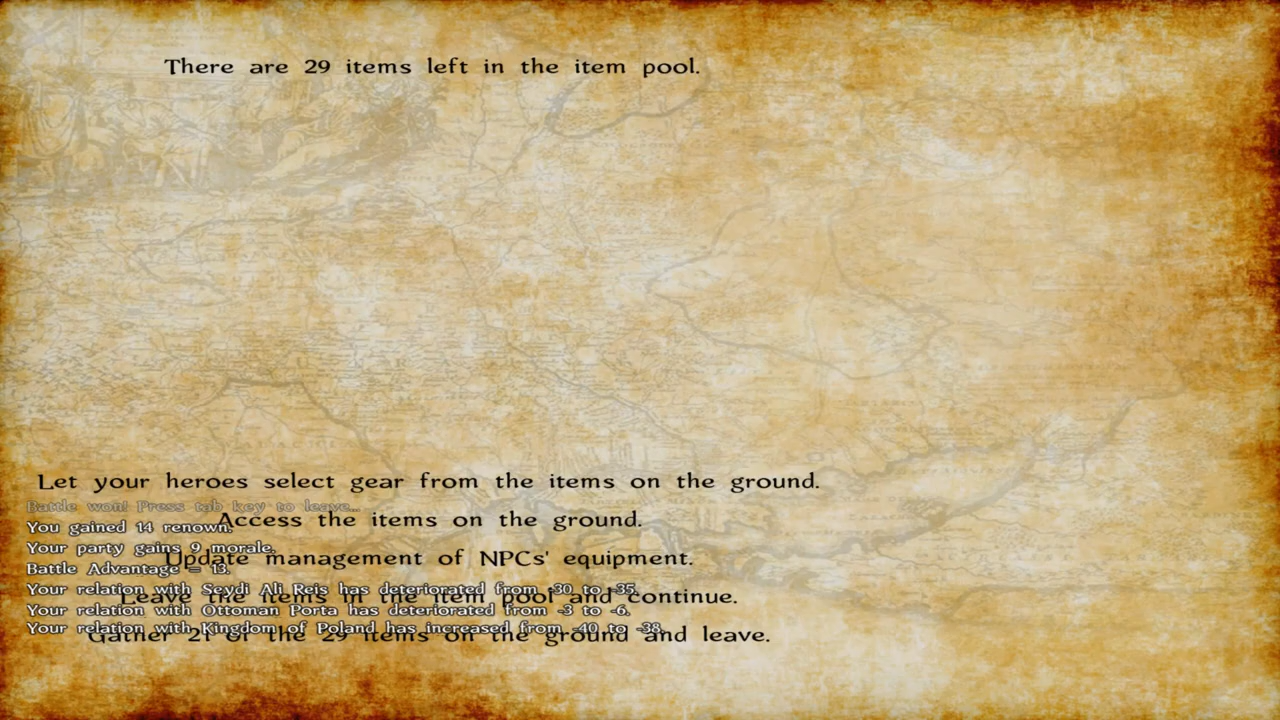 There are 29 items left in the item pool.
Let your heroes select gear from the items on the ground.
Battle won! Press tab key to leave...
Access the items on the ground.
You gained 14 renown.
Your party gains 9 morale.
Update management of NPCs' equipment.
Battle Advantage = 13.
Your relation with Seydi Ali Reis has deteriorated from -30 to -35.
Leave the items in the item pool and continue.
Your relation with Ottoman Porta has deteriorated from -3 to -6.
Your relation with Kingdom of Poland has increased from -40 to -38.
Gather 21 of the 29 items on the ground and leave.